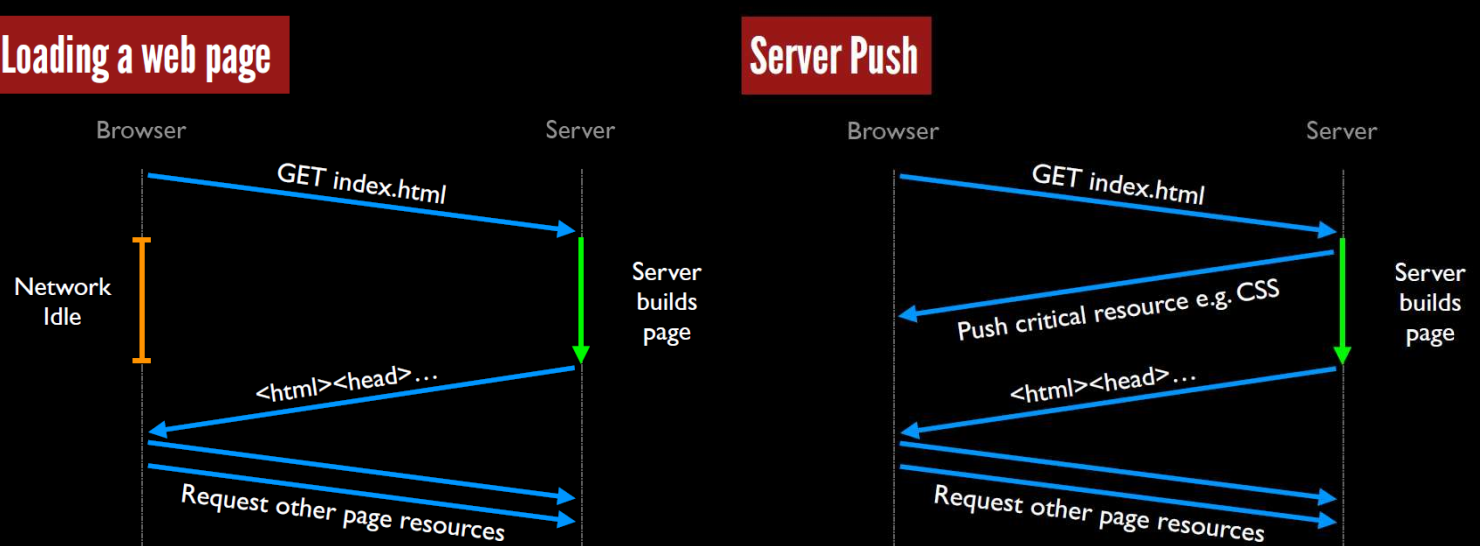 Loading a web page
Browser
Server
GET index.html
Network
Idle
Server
builds
page
<html><head>…
Request other page resources
Server Push
Browser
Server
GET index.html
Push critical resource e.g. CSS
Server
builds
page
<html><head>…
Request other page resources